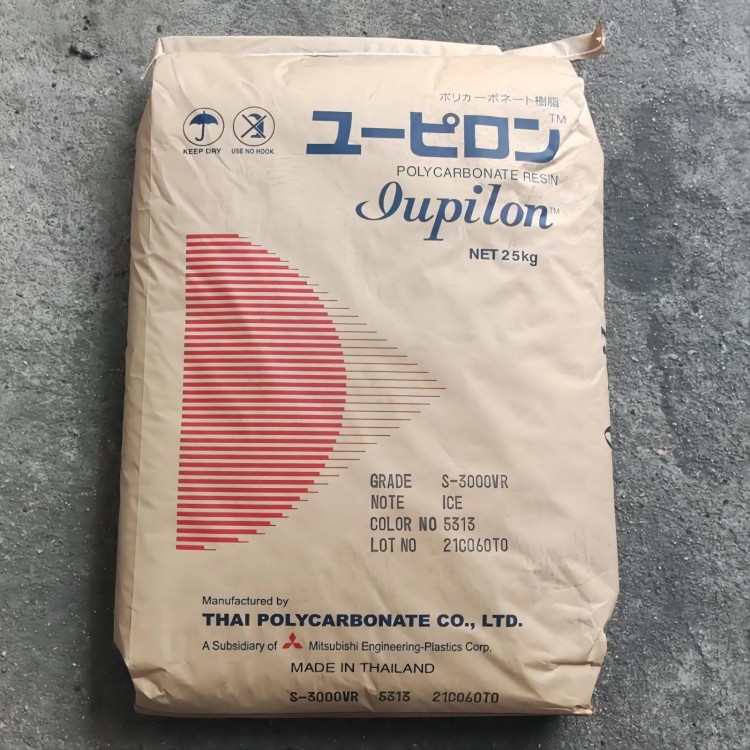 ポリカーボネート樹脂
KEEP DRY
USE NO HOOK
ユーピロン™
POLYCARBONATE RESIN
Iupilon™
NET 25kg
GRADE S-3000VR
NOTE ICE
COLOR NO 5313
LOT NO 21C060T0
Manufactured by
THAI POLYCARBONATE CO., LTD.
A Subsidiary of Mitsubishi Engineering-Plastics Corp.
MADE IN THAILAND
S-3000VR 5313 21C060T0